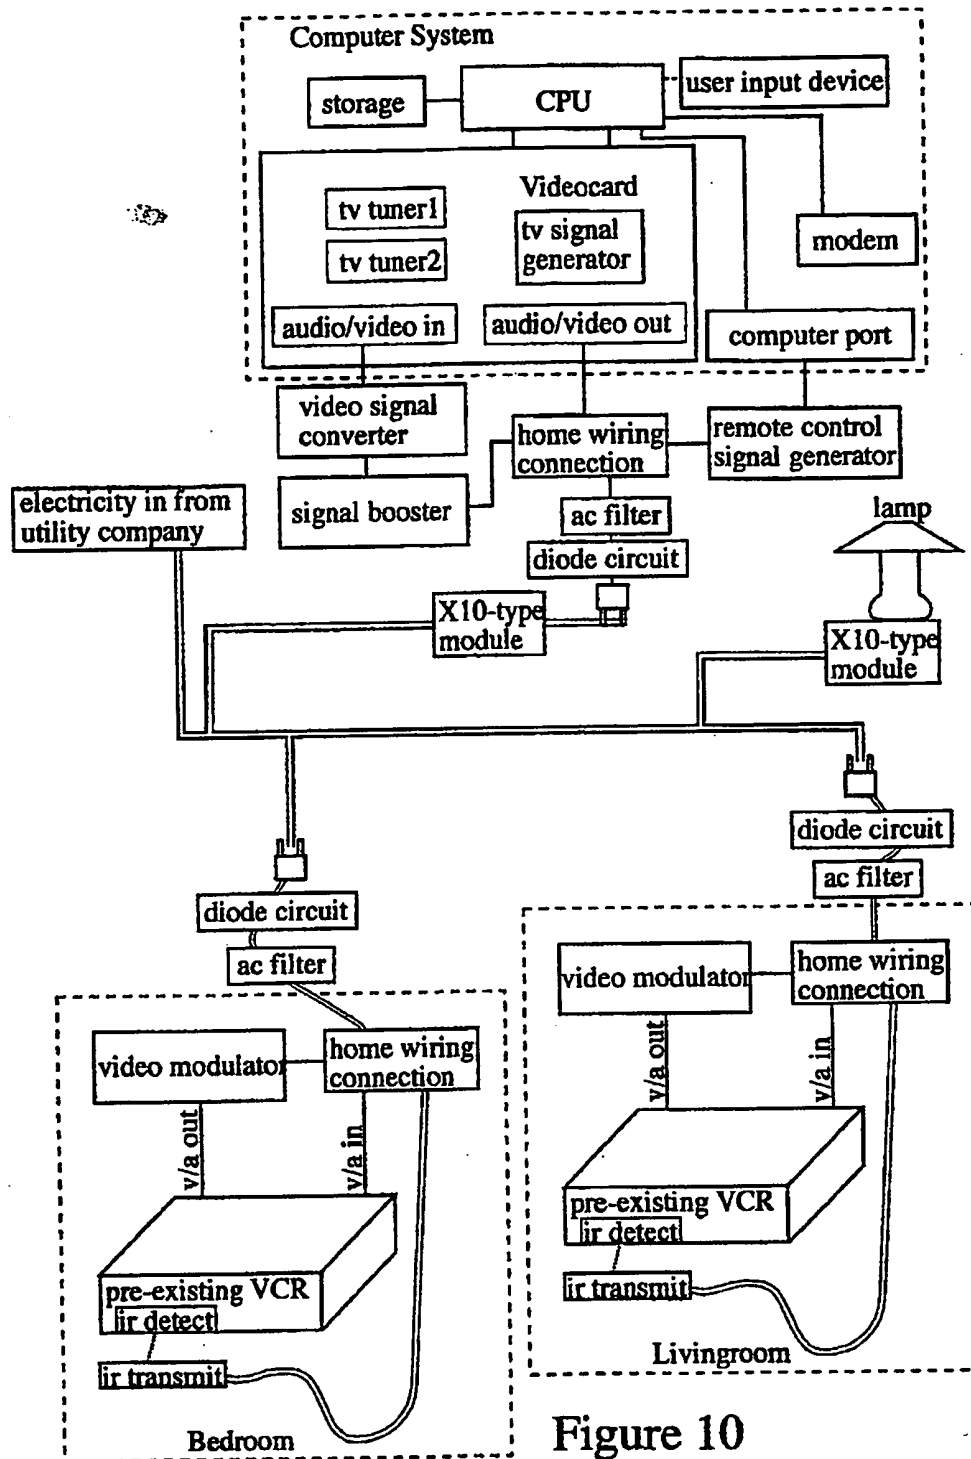 Computer System
storage
CPU
user input device
Videocard
tv tuner1
tv signal
generator
tv tuner2
modem
audio/video in
audio/video out
computer port
video signal
converter
home wiring
connection
remote control
signal generator
electricity in from
utility company
signal booster
ac filter
lamp
diode circuit
X10-type
module
X10-type
module
diode circuit
ac filter
diode circuit
ac filter
video modulator
home wiring
connection
video modulator
home wiring
connection
v/a out
v/a in
v/a out
v/a in
pre-existing VCR
ir detect
ir transmit
pre-existing VCR
ir detect
ir transmit
Livingroom
Bedroom
Figure 10